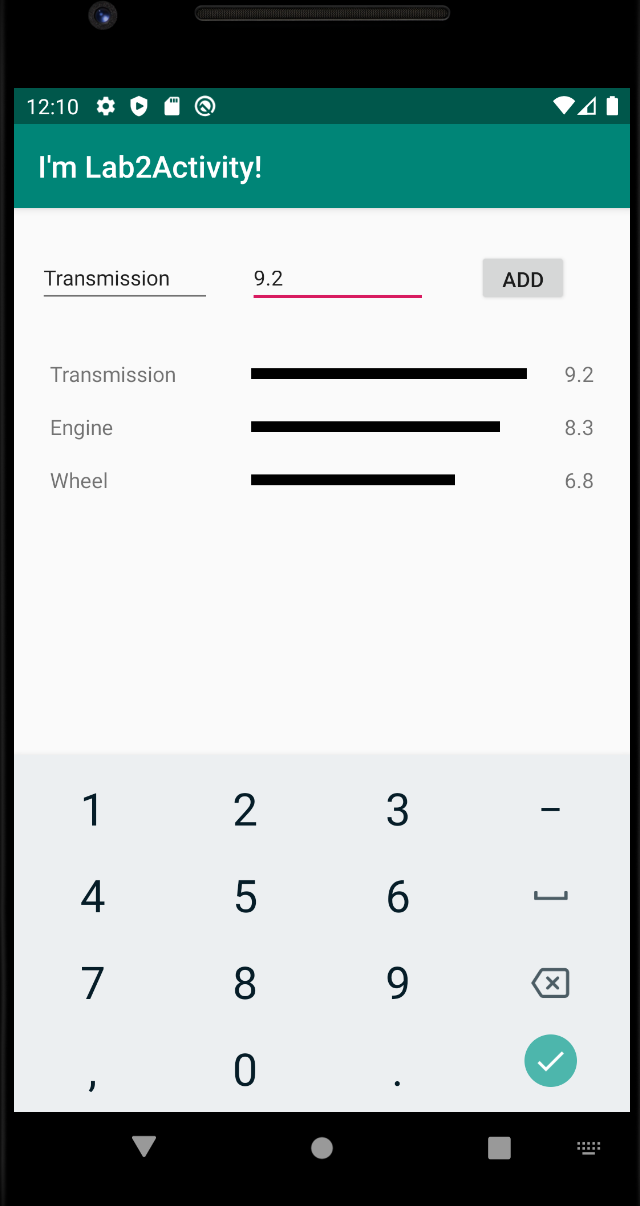 12:10
I'm Lab2Activity!
Transmission 9.2 ADD
Transmission 9.2
Engine 8.3
Wheel 6.8
1 2 3 –
4 5 6
7 8 9
, 0 .